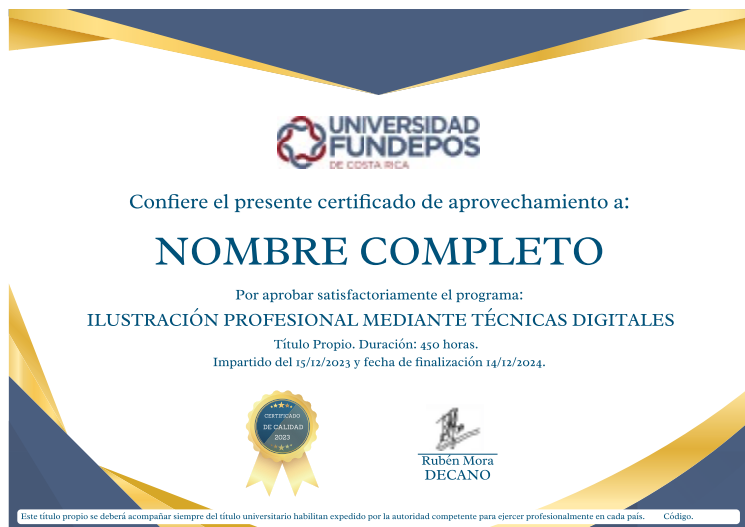 UNIVERSIDAD
FUNDEPOS
DE COSTA RICA
Confiere el presente certificado de aprovechamiento a:
NOMBRE COMPLETO
Por aprobar satisfactoriamente el programa:
ILUSTRACIÓN PROFESIONAL MEDIANTE TÉCNICAS DIGITALES
Título Propio. Duración: 450 horas.
Impartido del 15/12/2023 y fecha de finalización 14/12/2024.
CERTIFICADO
DE CALIDAD
2023
Rubén Mora
DECANO
Este título propio se deberá acompañar siempre del título universitario habilitan expedido por la autoridad competente para ejercer profesionalmente en cada país. Código.